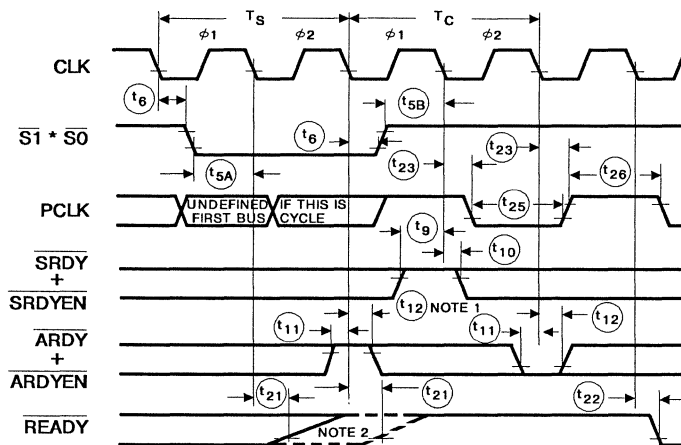 TS TC
ϕ1 ϕ2 ϕ1 ϕ2
CLK
t6 t5B
S1 * S0
t6 t23 t23 t26
t5A
PCLK
UNDEFINED IF THIS IS
FIRST BUS CYCLE
t25
t9 t10
SRDY
+
SRDYEN
t12 NOTE 1 t12
t11 t11
ARDY
+
ARDYEN
t21 t21 t22
READY
NOTE 2